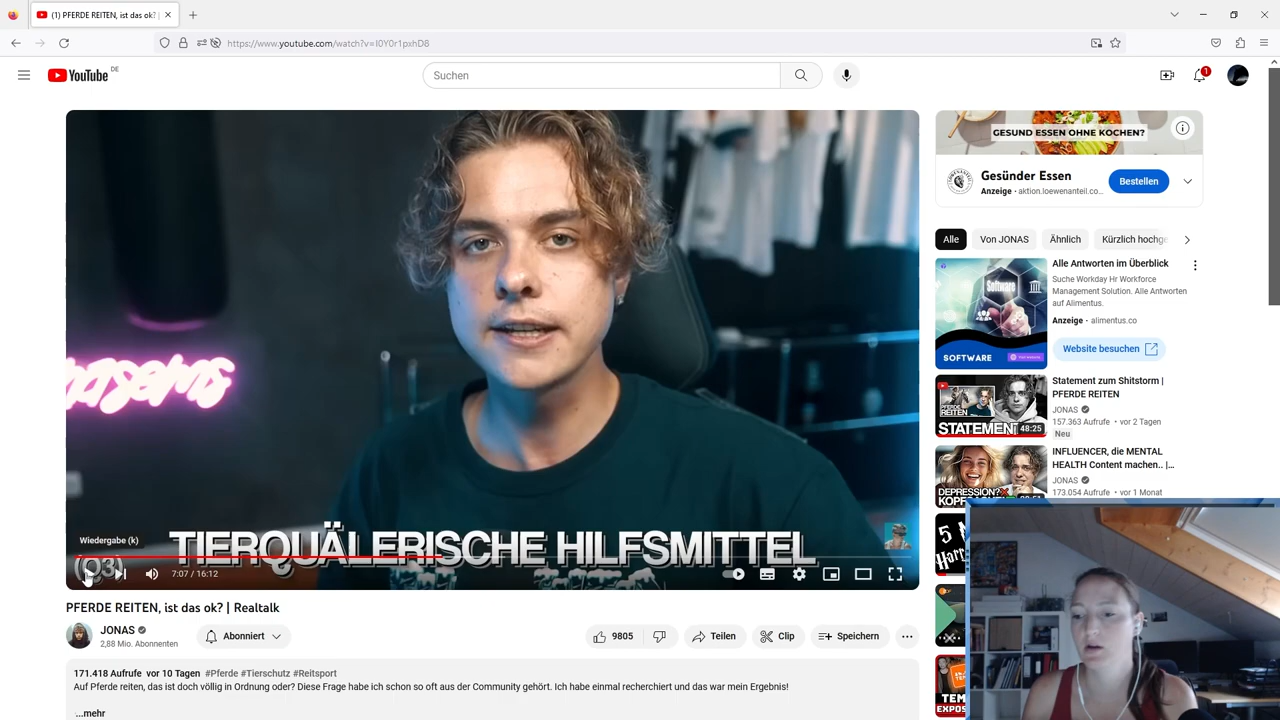 (1) PFERDE REITEN, ist das ok? |
https://www.youtube.com/watch?v=l0Y0r1pxhD8
YouTube DE
Suchen
1
GESUND ESSEN OHNE KOCHEN?
Gesünder Essen
Anzeige · aktion.loewenanteil.co...
Bestellen
Alle
Von JONAS
Ähnlich
Kürzlich hochge
Alle Antworten im Überblick
Suche Workday Hr Workforce
Management Solution. Alle Antworten
auf Alimentus.
Anzeige · alimentus.co
Website besuchen
Software
SOFTWARE
Statement zum Shitstorm |
PFERDE REITEN
JONAS
157.363 Aufrufe · vor 2 Tagen
Neu
PFERDE
REITEN
STATEMENT
48:25
INFLUENCER, die MENTAL
HEALTH Content machen.. |...
JONAS
173.054 Aufrufe · vor 1 Monat
DEPRESSION?
Wiedergabe (k)
(03)
TIERQUÄLERISCHE HILFSMITTEL
7:07 / 16:12
PFERDE REITEN, ist das ok? | Realtalk
JONAS
2,88 Mio. Abonnenten
Abonniert
9805
Teilen
Clip
Speichern
171.418 Aufrufe vor 10 Tagen #Pferde #Tierschutz #Reitsport
Auf Pferde reiten, das ist doch völlig in Ordnung oder? Diese Frage habe ich schon so oft aus der Community gehört. Ich habe einmal recherchiert und das war mein Ergebnis!
...mehr